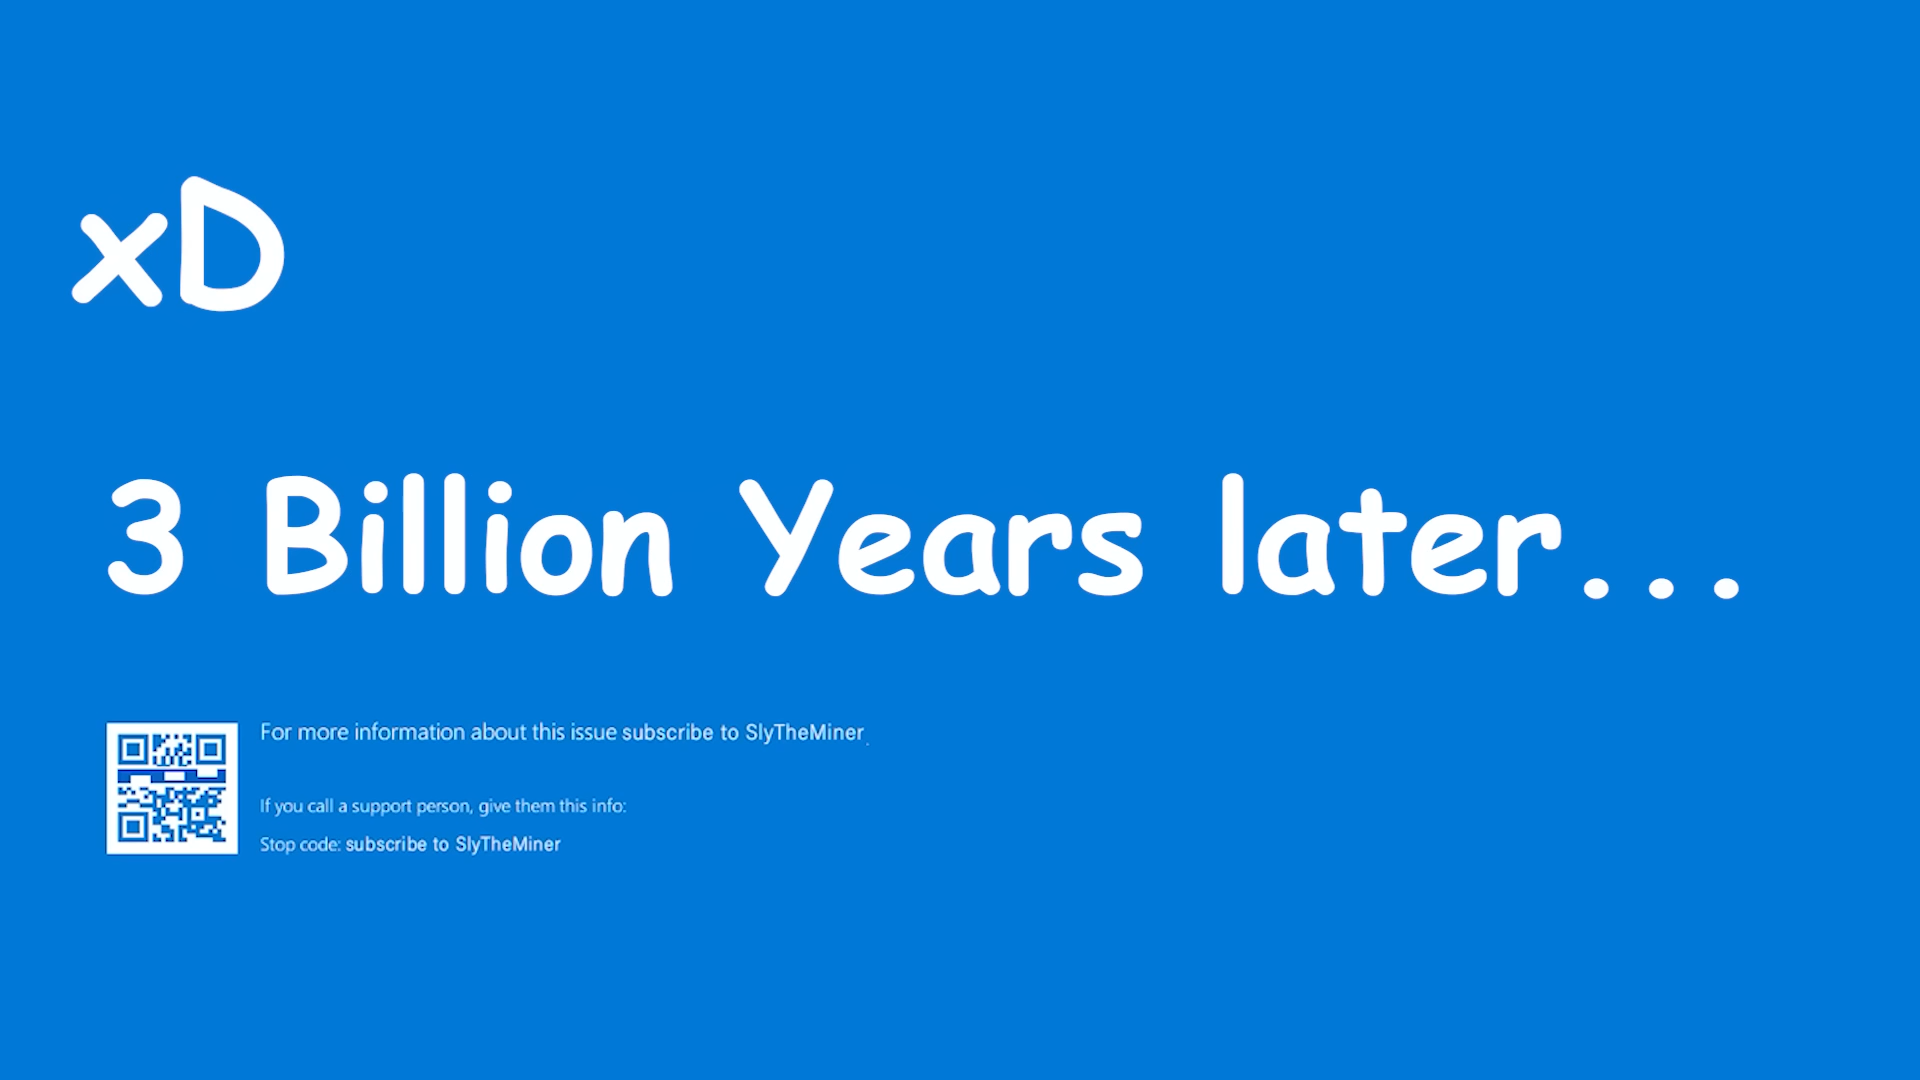 xD
3 Billion Years later...
For more information about this issue subscribe to SlyTheMiner.
If you call a support person, give them this info:
Stop code: subscribe to SlyTheMiner